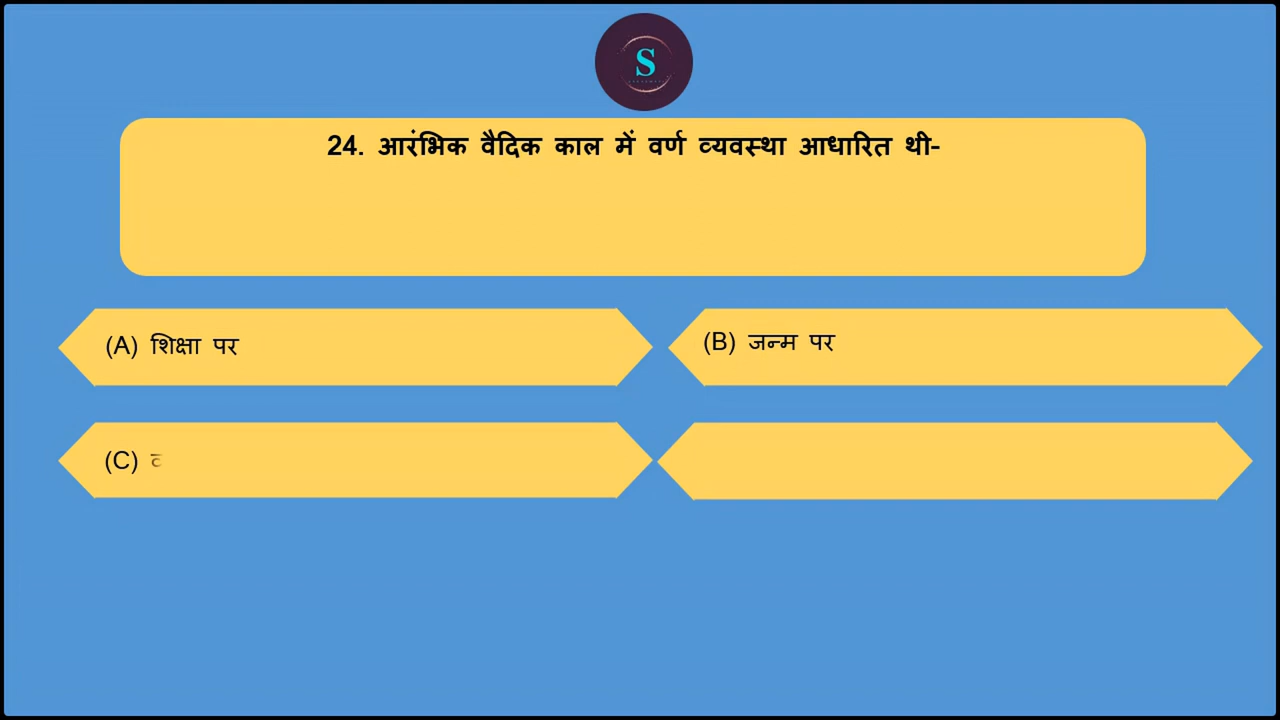 S
24. आरंभिक वैदिक काल में वर्ण व्यवस्था आधारित थी-
(A) शिक्षा पर
(B) जन्म पर
(C)